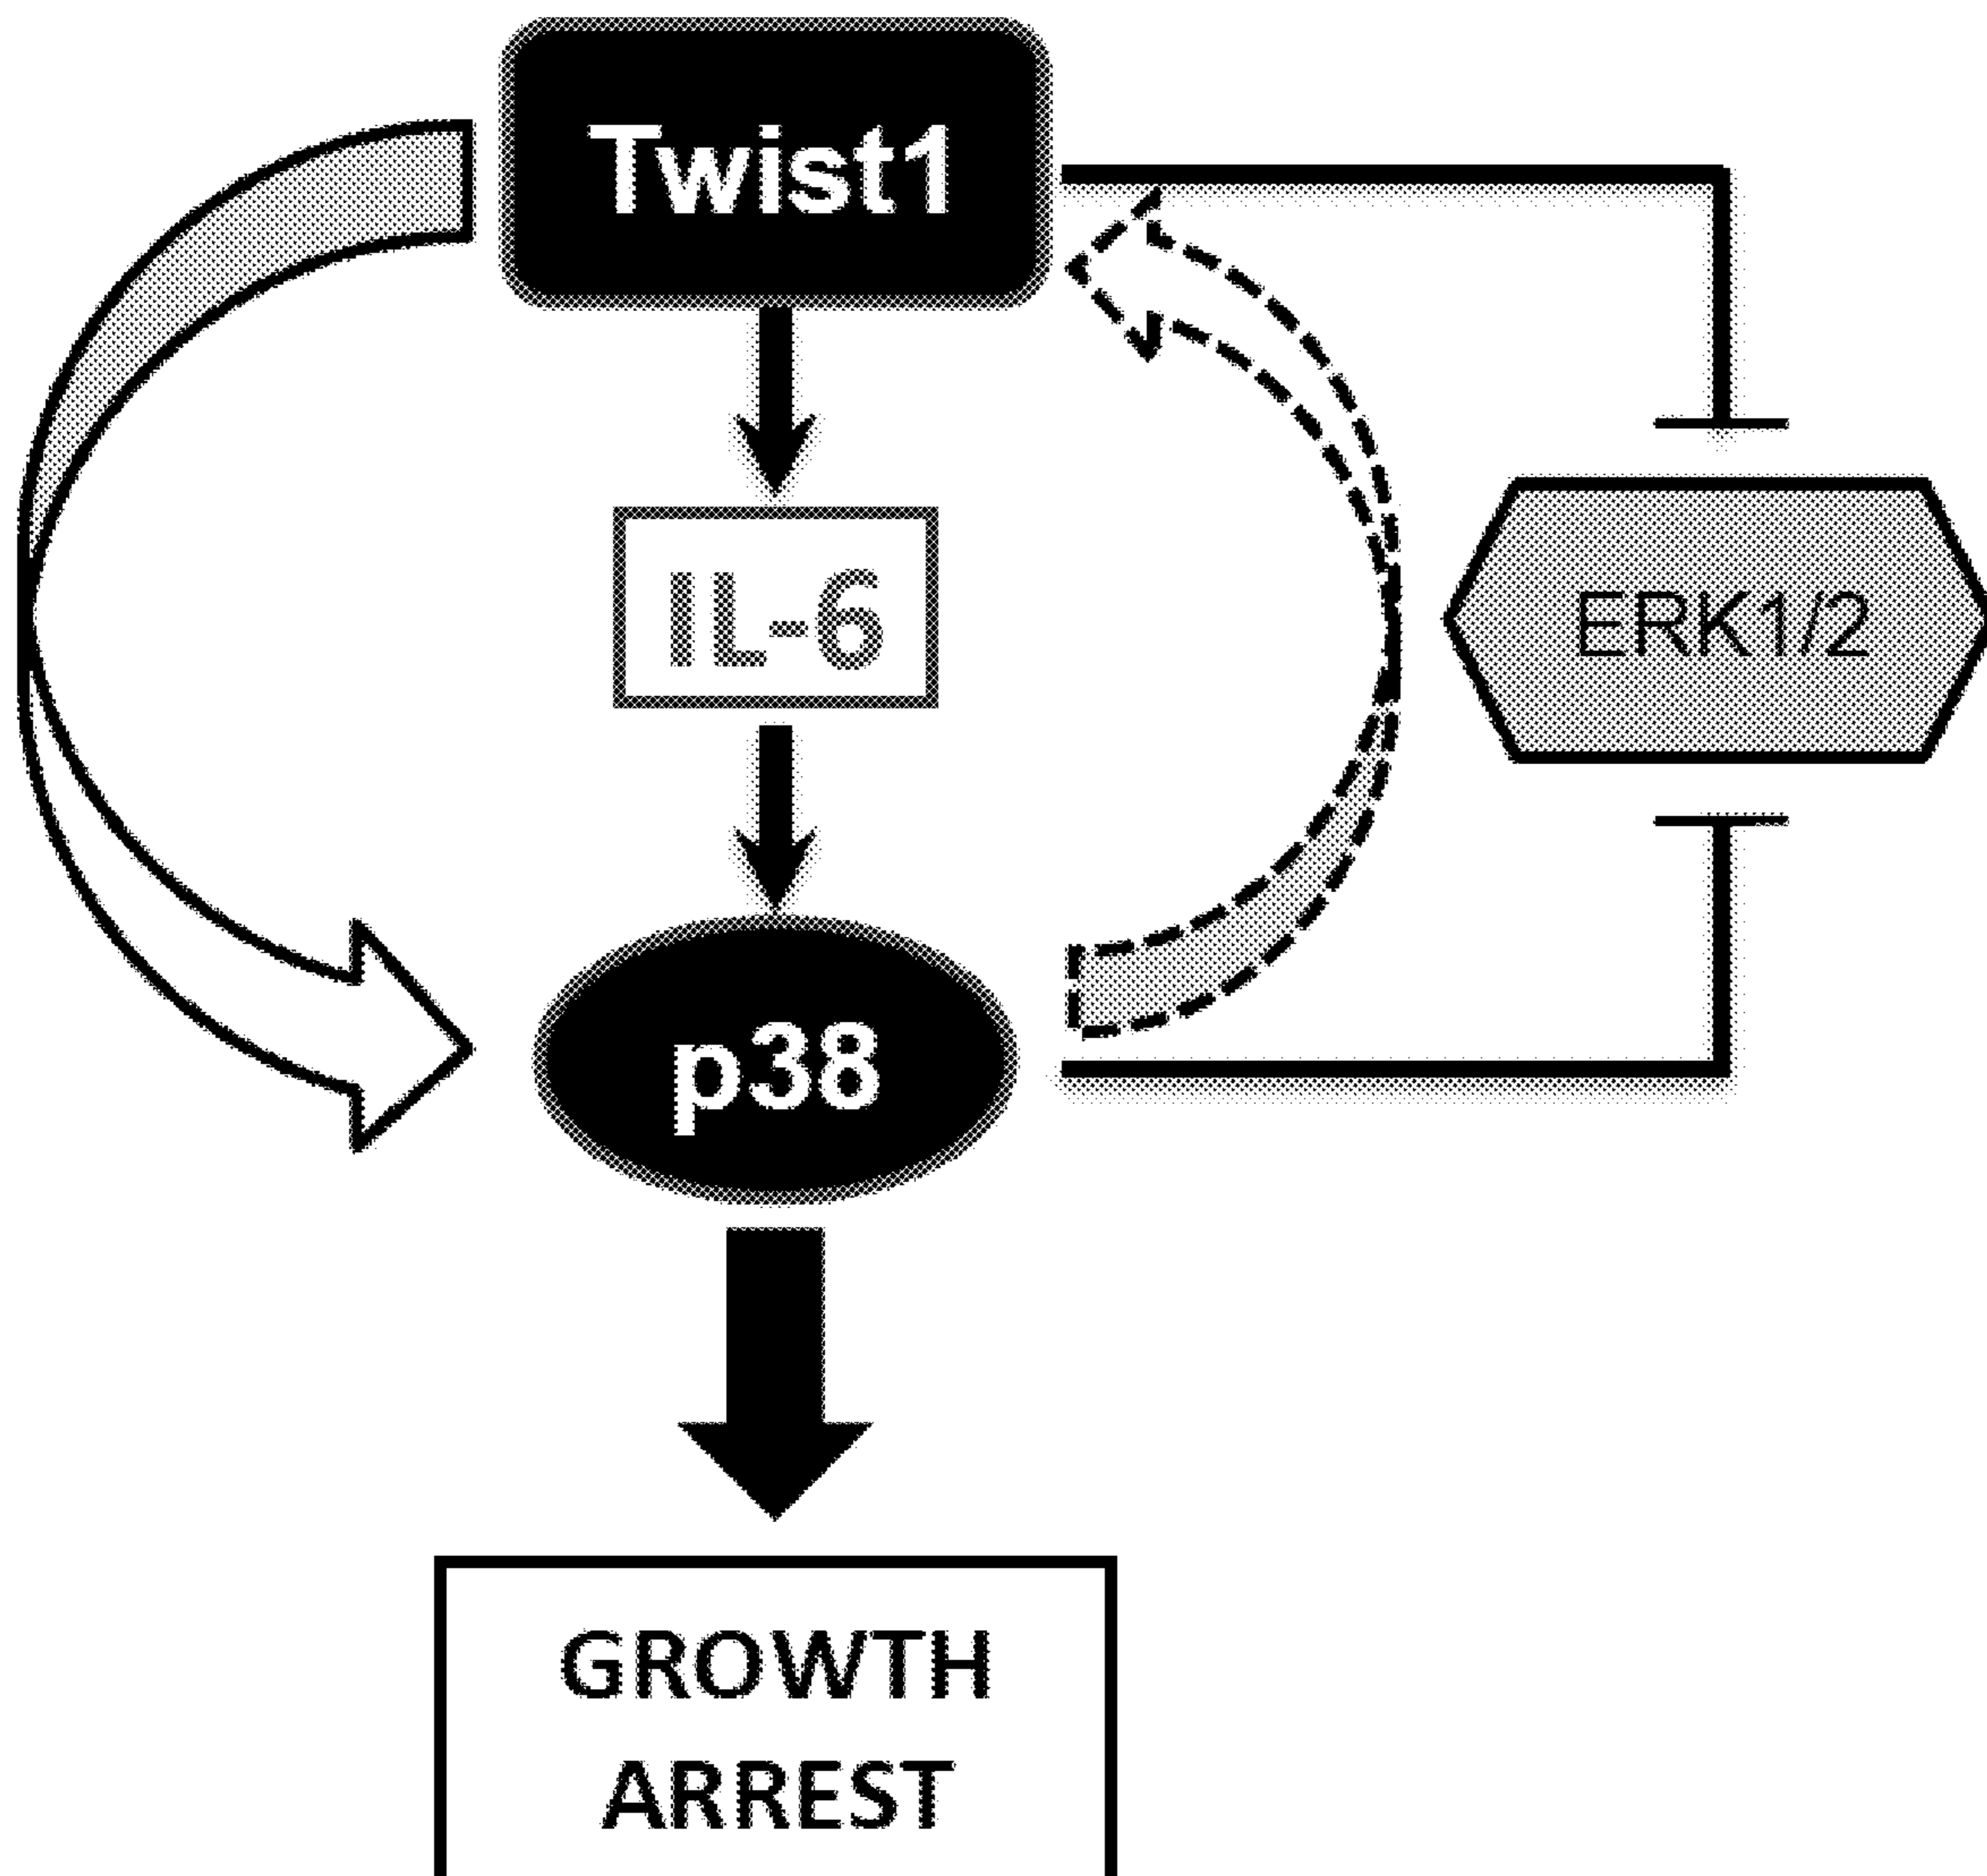 Twist1
IL-6
ERK1/2
p38
GROWTH
ARREST